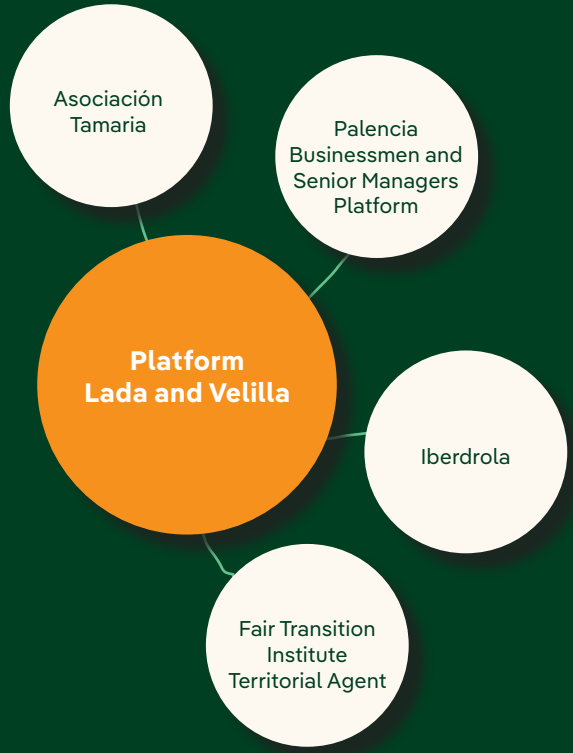 Asociación
Tamaria
Palencia
Businessmen and
Senior Managers
Platform
Platform
Lada and Velilla
Iberdrola
Fair Transition
Institute
Territorial Agent